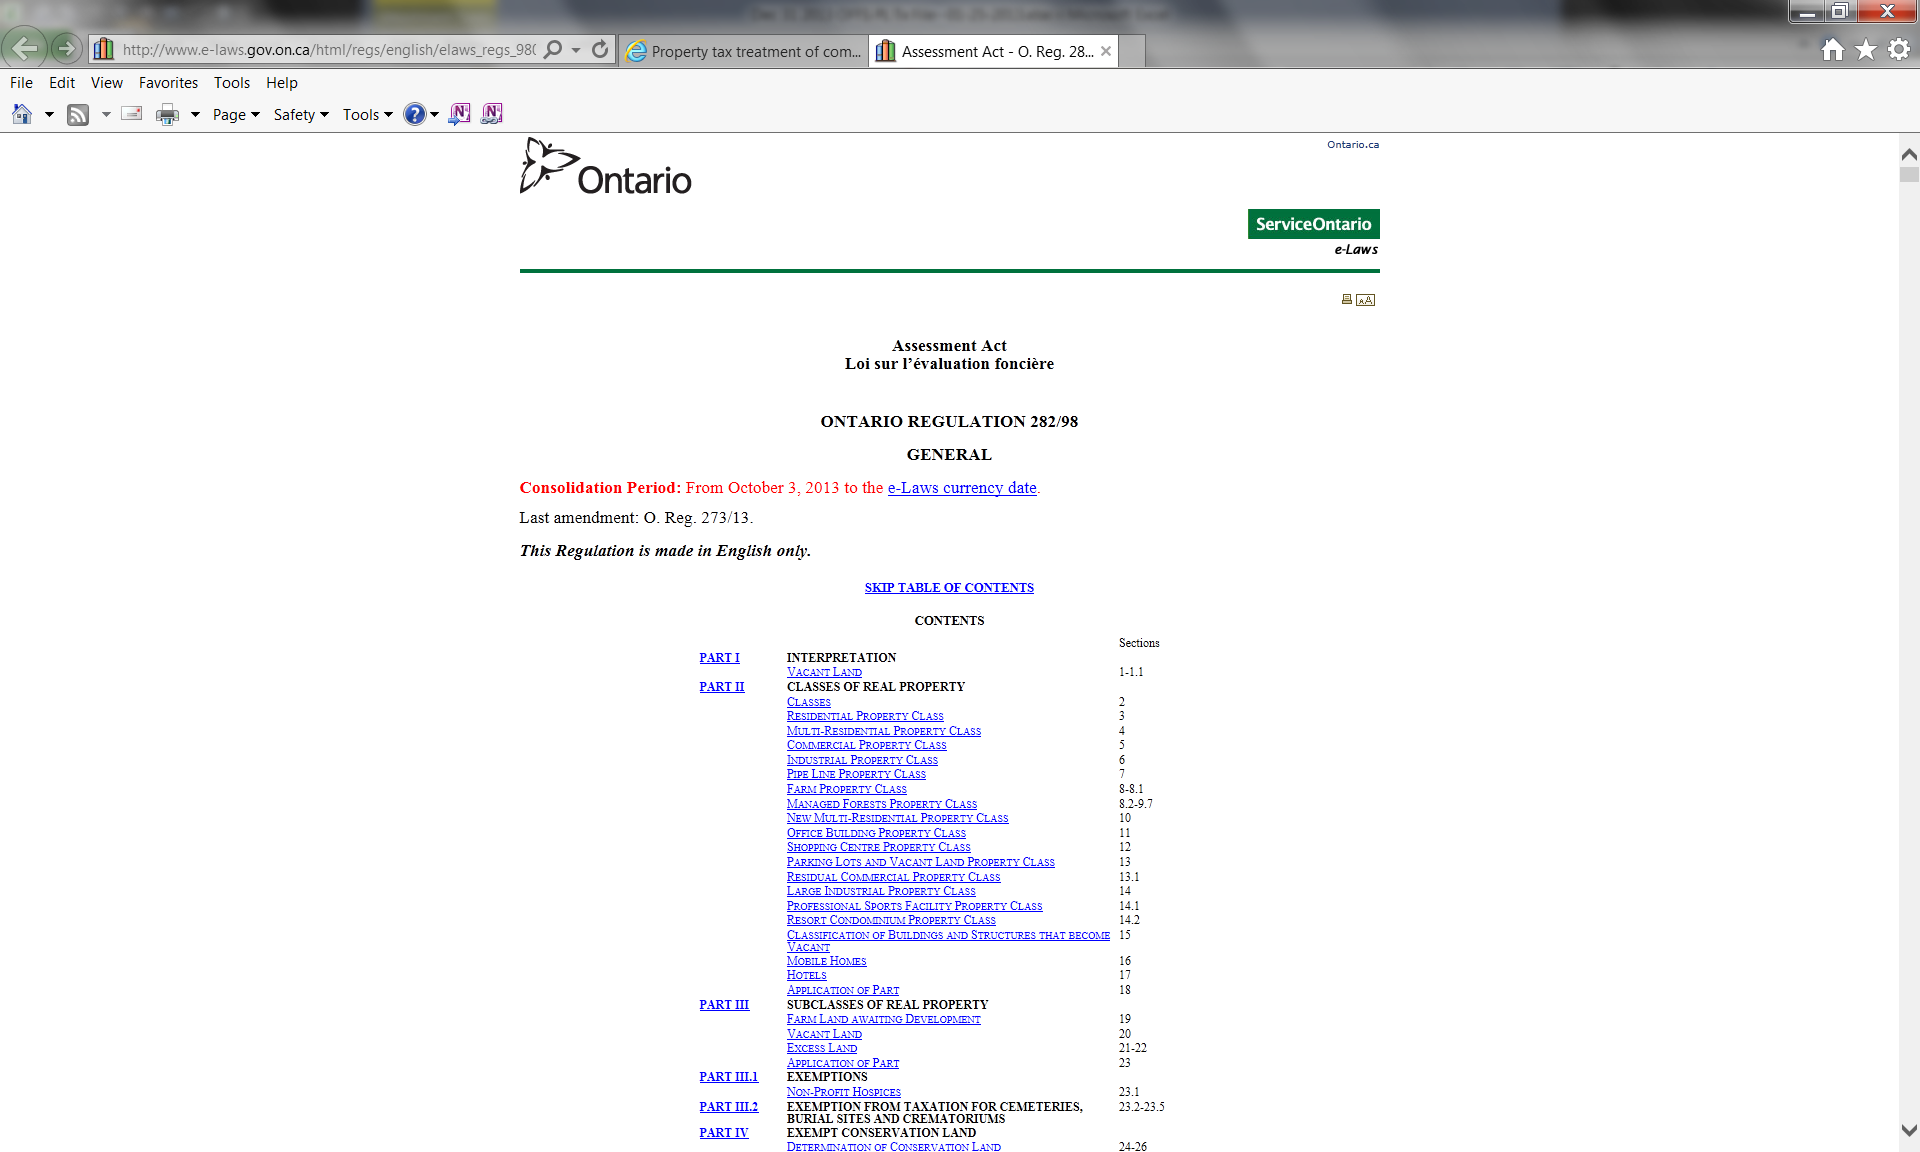 http://www.e-laws.gov.on.ca/html/regs/english/elaws_regs_980
Property tax treatment of com...
Assessment Act - O. Reg. 28...
File Edit View Favorites Tools Help
Page Safety Tools
Ontario
Ontario.ca
ServiceOntario
e-Laws
Assessment Act
Loi sur l'évaluation foncière
ONTARIO REGULATION 282/98
GENERAL
Consolidation Period: From October 3, 2013 to the e-Laws currency date.
Last amendment: O. Reg. 273/13.
This Regulation is made in English only.
SKIP TABLE OF CONTENTS
CONTENTS
Sections
PART I INTERPRETATION
VACANT LAND 1-1.1
PART II CLASSES OF REAL PROPERTY
CLASSES 2
RESIDENTIAL PROPERTY CLASS 3
MULTI-RESIDENTIAL PROPERTY CLASS 4
COMMERCIAL PROPERTY CLASS 5
INDUSTRIAL PROPERTY CLASS 6
PIPE LINE PROPERTY CLASS 7
FARM PROPERTY CLASS 8-8.1
MANAGED FORESTS PROPERTY CLASS 8.2-9.7
NEW MULTI-RESIDENTIAL PROPERTY CLASS 10
OFFICE BUILDING PROPERTY CLASS 11
SHOPPING CENTRE PROPERTY CLASS 12
PARKING LOTS AND VACANT LAND PROPERTY CLASS 13
RESIDUAL COMMERCIAL PROPERTY CLASS 13.1
LARGE INDUSTRIAL PROPERTY CLASS 14
PROFESSIONAL SPORTS FACILITY PROPERTY CLASS 14.1
RESORT CONDOMINIUM PROPERTY CLASS 14.2
CLASSIFICATION OF BUILDINGS AND STRUCTURES THAT BECOME 15
VACANT
MOBILE HOMES 16
HOTELS 17
APPLICATION OF PART 18
PART III SUBCLASSES OF REAL PROPERTY
FARM LAND AWAITING DEVELOPMENT 19
VACANT LAND 20
EXCESS LAND 21-22
APPLICATION OF PART 23
PART III.1 EXEMPTIONS
NON-PROFIT HOSPICES 23.1
PART III.2 EXEMPTION FROM TAXATION FOR CEMETERIES, 23.2-23.5
BURIAL SITES AND CREMATORIUMS
PART IV EXEMPT CONSERVATION LAND
DETERMINATION OF CONSERVATION LAND 24-26